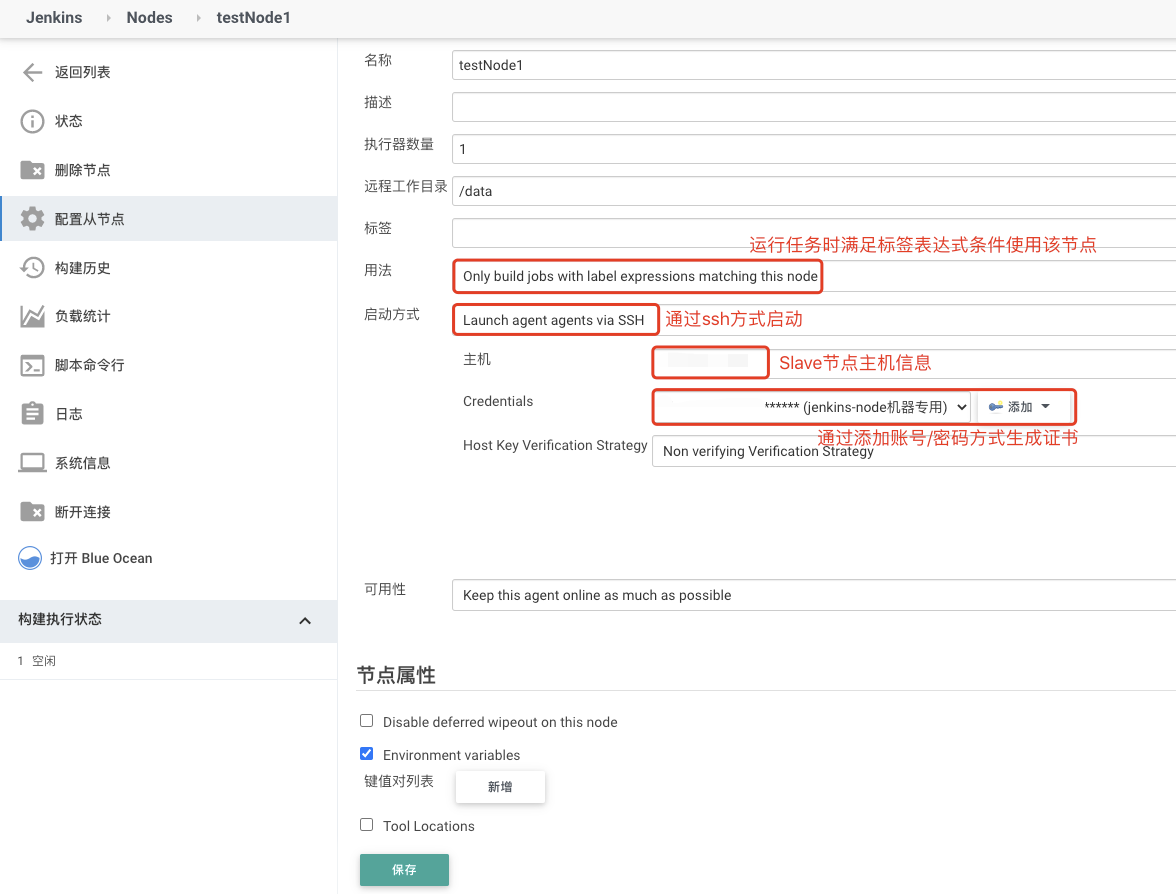 Jenkins › Nodes › testNode1
返回列表
状态
删除节点
配置从节点
构建历史
负载统计
脚本命令行
日志
系统信息
断开连接
打开 Blue Ocean
构建执行状态
1 空闲
名称 testNode1
描述
执行器数量 1
远程工作目录 /data
标签
运行任务时满足标签表达式条件使用该节点
用法 Only build jobs with label expressions matching this node
启动方式 Launch agent agents via SSH 通过ssh方式启动
主机 Slave节点主机信息
Credentials ****** (jenkins-node机器专用) 添加
通过添加账号/密码方式生成证书
Host Key Verification Strategy Non verifying Verification Strategy
可用性 Keep this agent online as much as possible
节点属性
Disable deferred wipeout on this node
Environment variables
键值对列表 新增
Tool Locations
保存